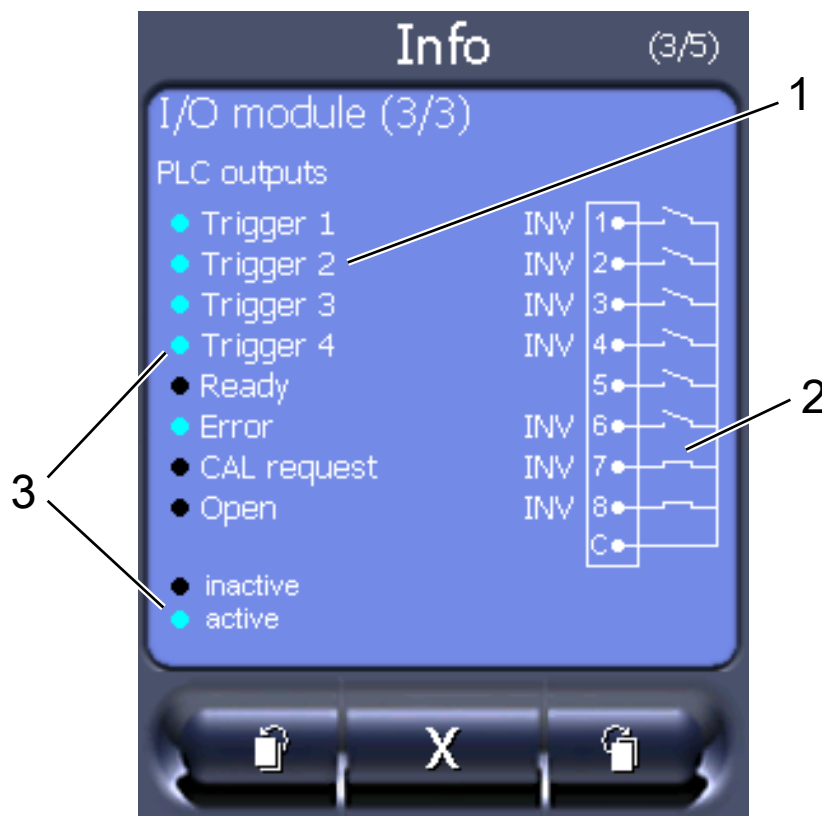 Info (3/5)
I/O module (3/3)
1
PLC outputs
Trigger 1 INV 1
Trigger 2 INV 2
Trigger 3 INV 3
Trigger 4 INV 4
Ready 5
2
Error INV 6
CAL request INV 7
3
Open INV 8
C
inactive
active
X